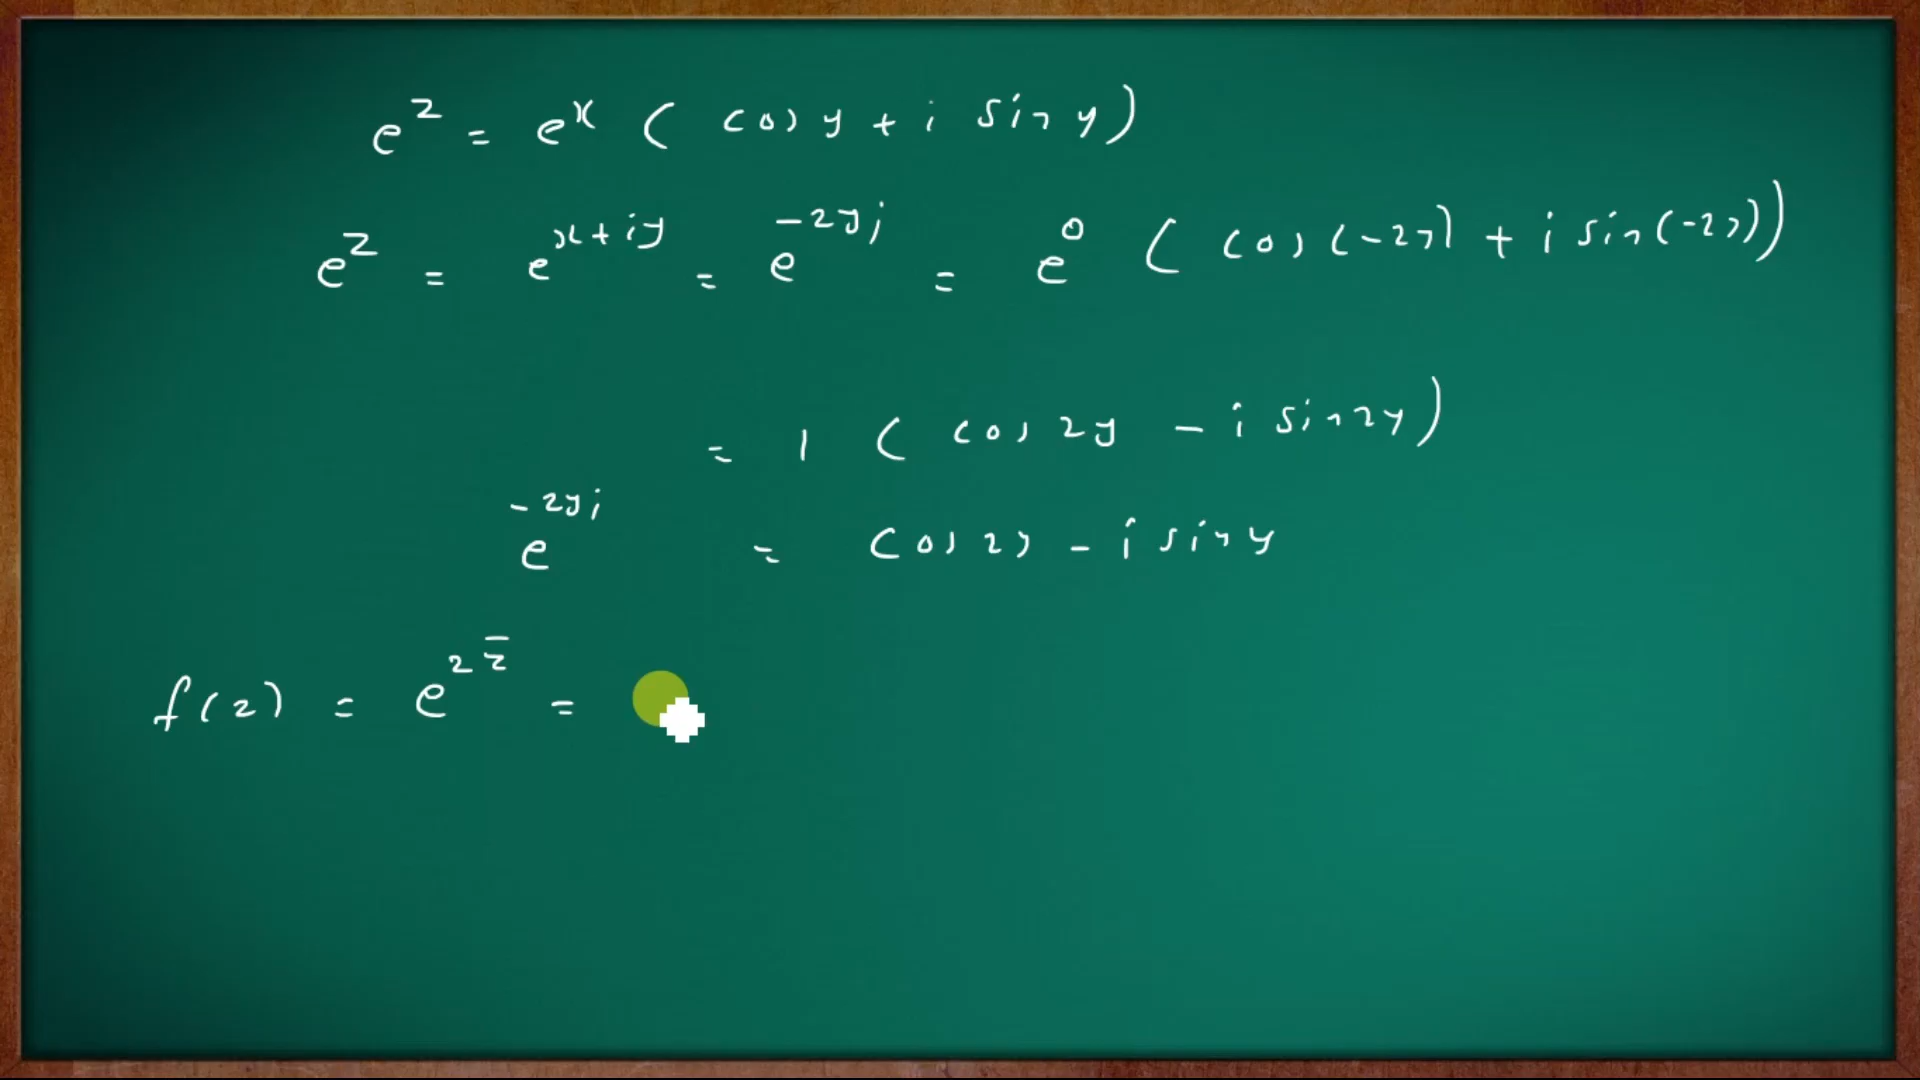 e^z = e^x ( cos y + i sin y)
e^z = e^{x+iy} = e^{-2yi} = e^0 ( cos (-2y) + i sin (-2y))
= 1 ( cos 2y - i sin 2y)
e^{-2yi} = cos 2y - i sin y
f(z) = e^{2z̅} =